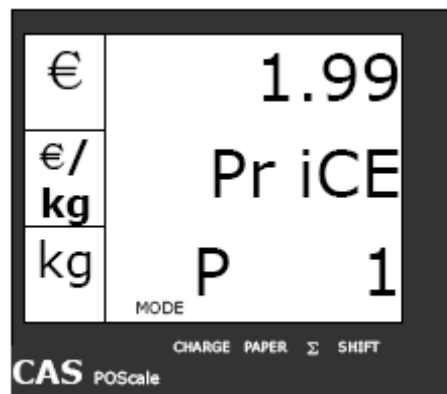 € 1.99
€/kg Pr iCE
kg P 1
MODE
CHARGE PAPER Σ SHIFT
CAS POScale